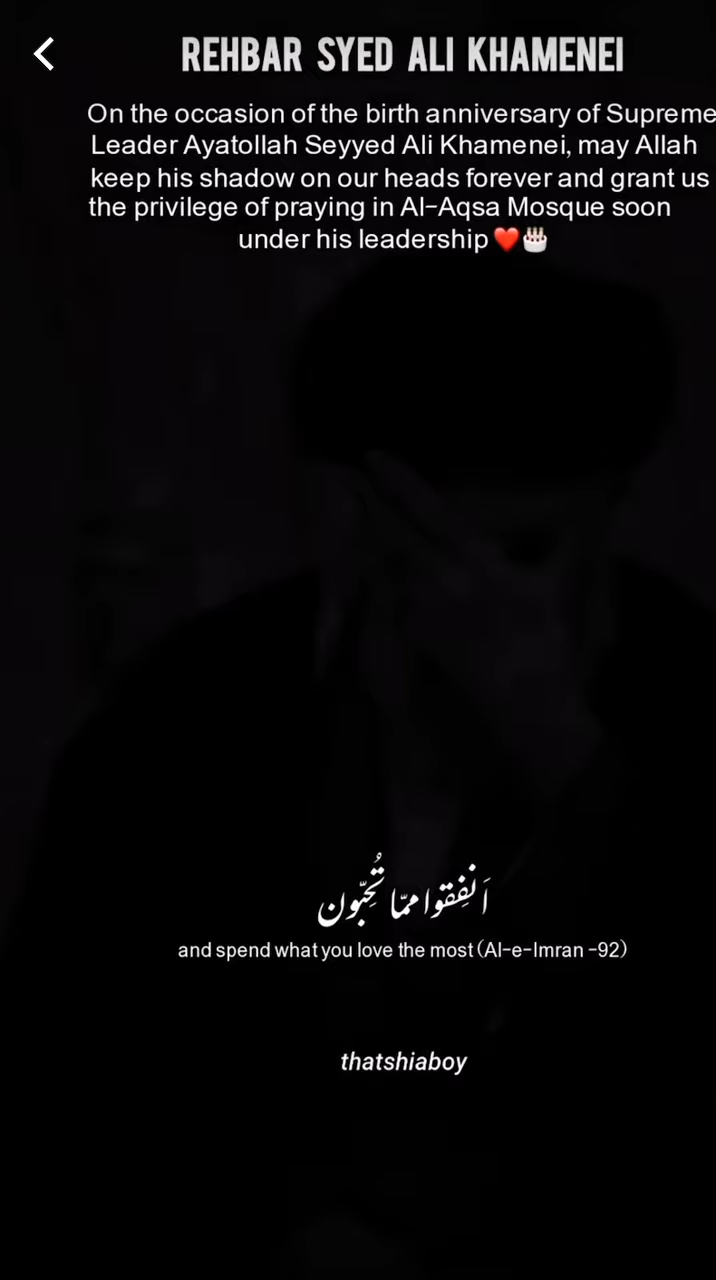 REHBAR SYED ALI KHAMENEI
On the occasion of the birth anniversary of Supreme
Leader Ayatollah Seyyed Ali Khamenei, may Allah
keep his shadow on our heads forever and grant us
the privilege of praying in Al-Aqsa Mosque soon
under his leadership ❤️🎂
اَنفِقوا ممّا تُحِبّون
and spend what you love the most (Al-e-Imran -92)
thatshiaboy